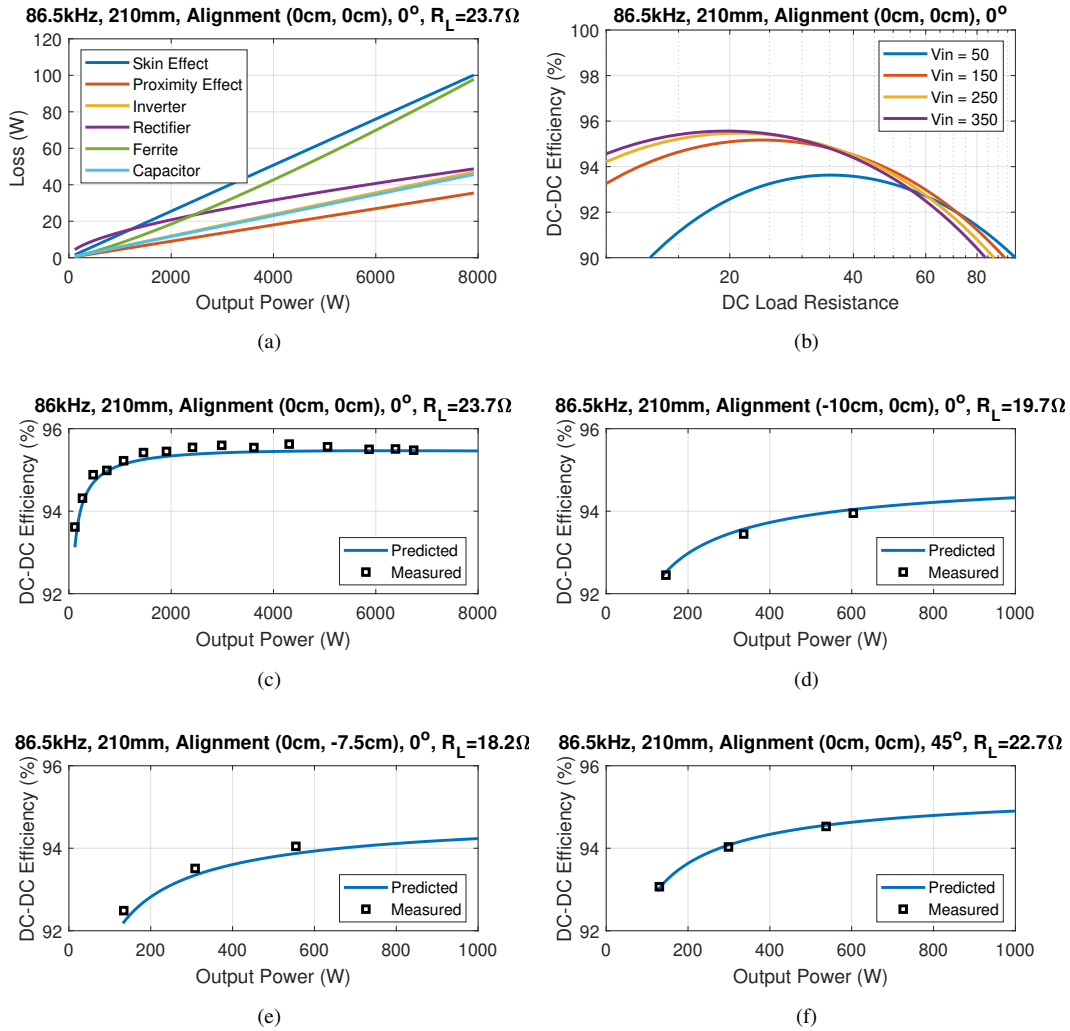 86.5kHz, 210mm, Alignment (0cm, 0cm), 0°, R_L=23.7Ω
Loss (W)
120
100
80
60
40
20
0
Skin Effect
Proximity Effect
Inverter
Rectifier
Ferrite
Capacitor
0 2000 4000 6000 8000
Output Power (W)
(a)
86.5kHz, 210mm, Alignment (0cm, 0cm), 0°
DC-DC Efficiency (%)
100
98
96
94
92
90
Vin = 50
Vin = 150
Vin = 250
Vin = 350
20 40 60 80
DC Load Resistance
(b)
86kHz, 210mm, Alignment (0cm, 0cm), 0°, R_L=23.7Ω
DC-DC Efficiency (%)
96
94
92
Predicted
Measured
0 2000 4000 6000 8000
Output Power (W)
(c)
86.5kHz, 210mm, Alignment (-10cm, 0cm), 0°, R_L=19.7Ω
DC-DC Efficiency (%)
96
94
92
Predicted
Measured
0 200 400 600 800 1000
Output Power (W)
(d)
86.5kHz, 210mm, Alignment (0cm, -7.5cm), 0°, R_L=18.2Ω
DC-DC Efficiency (%)
96
94
92
Predicted
Measured
0 200 400 600 800 1000
Output Power (W)
(e)
86.5kHz, 210mm, Alignment (0cm, 0cm), 45°, R_L=22.7Ω
DC-DC Efficiency (%)
96
94
92
Predicted
Measured
0 200 400 600 800 1000
Output Power (W)
(f)